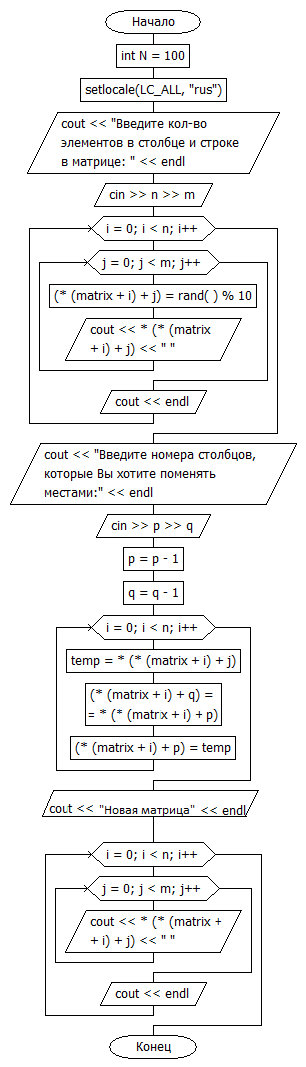 Начало
int N = 100
setlocale(LC_ALL, "rus")
cout << "Введите кол-во
элементов в столбце и строке
в матрице: " << endl
cin >> n >> m
i = 0; i < n; i++
j = 0; j < m; j++
(* (matrix + i) + j) = rand( ) % 10
cout << * (* (matrix
+ i) + j) << " "
cout << endl
cout << "Введите номера столбцов,
которые Вы хотите поменять
местами:" << endl
cin >> p >> q
p = p - 1
q = q - 1
i = 0; i < n; i++
temp = * (* (matrix + i) + j)
(* (matrix + i) + q) =
= * (* (matrix + i) + p)
(* (matrix + i) + p) = temp
cout << "Новая матрица" << endl
i = 0; i < n; i++
j = 0; j < m; j++
cout << * (* (matrix +
+ i) + j) << " "
cout << endl
Конец